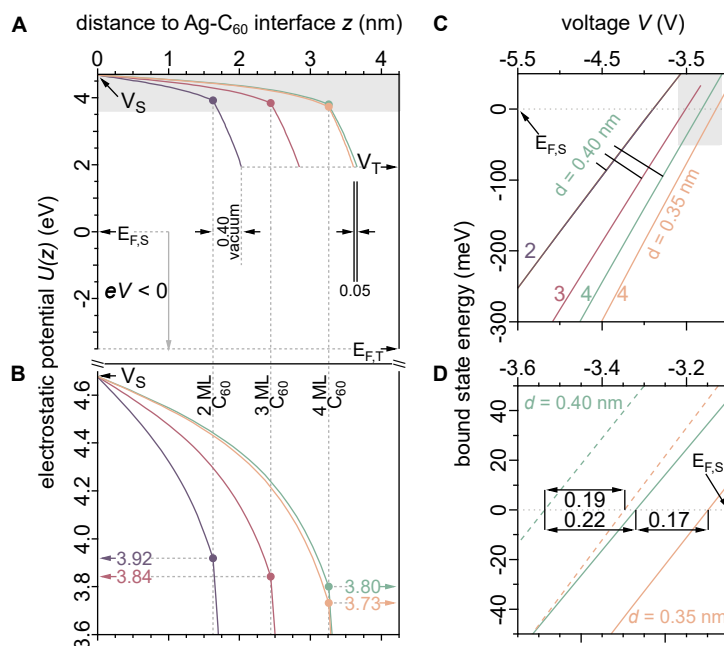 A
distance to Ag-C60 interface z (nm)
0 1 2 3 4
electrostatic potential U(z) (eV)
4
2
0
-2
VS
VT
EF,S
0.40
vacuum
0.05
eV < 0
EF,T
B
VS
2 ML
C60
3 ML
C60
4 ML
C60
4.6
4.4
4.2
4.0
3.8
3.6
3.92
3.84
3.80
3.73
C
voltage V (V)
-5.5 -4.5 -3.5
bound state energy (meV)
0
-100
-200
-300
EF,S
d = 0.40 nm
d = 0.35 nm
2
3
4
4
D
-3.6 -3.4 -3.2
40
20
0
-20
-40
d = 0.40 nm
EF,S
0.19
0.22
0.17
d = 0.35 nm